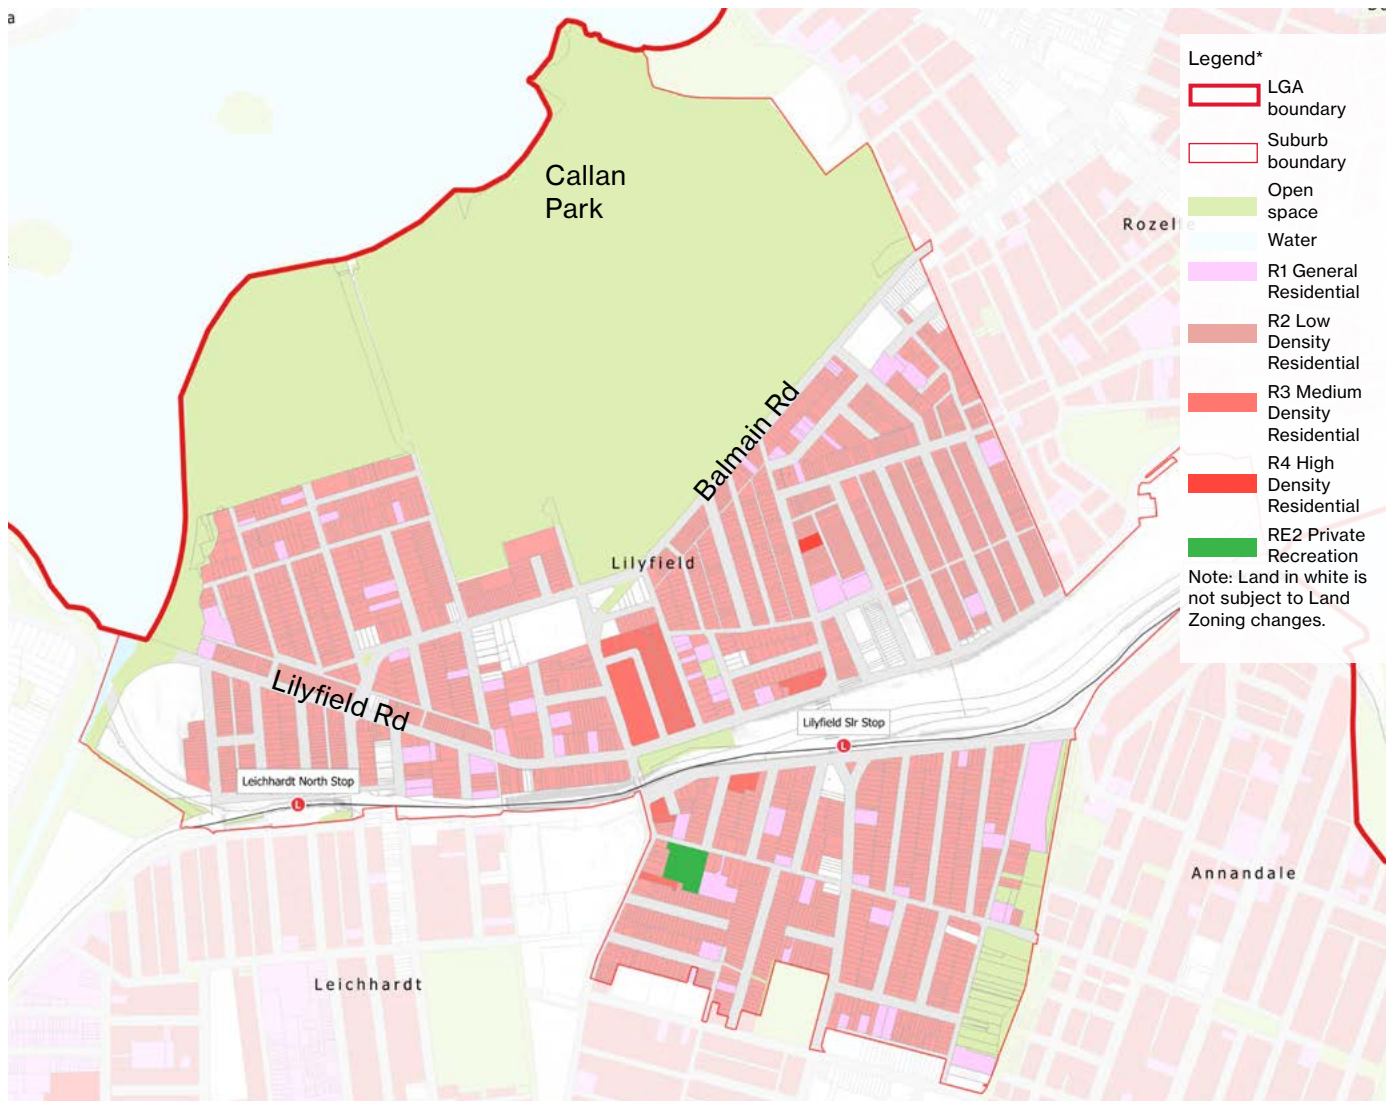 a
Callan
Park
Rozelle
Balmain Rd
Lilyfield
Lilyfield Rd
Lilyfield Slr Stop
L
Leichhardt North Stop
L
Annandale
Leichhardt
Legend*
LGA
boundary
Suburb
boundary
Open
space
Water
R1 General
Residential
R2 Low
Density
Residential
R3 Medium
Density
Residential
R4 High
Density
Residential
RE2 Private
Recreation
Note: Land in white is
not subject to Land
Zoning changes.